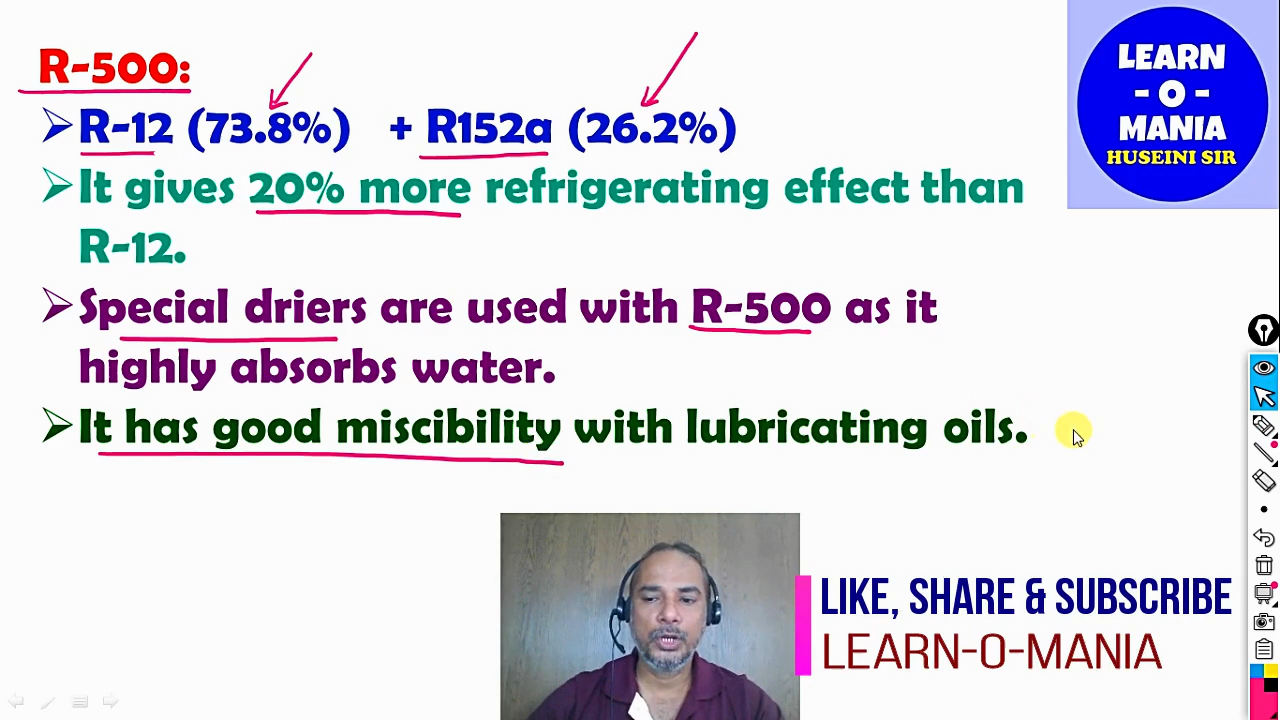 R-500:
R-12 (73.8%) + R152a (26.2%)
It gives 20% more refrigerating effect than
R-12.
Special driers are used with R-500 as it
highly absorbs water.
It has good miscibility with lubricating oils.
LEARN
- O -
MANIA
HUSEINI SIR
LIKE, SHARE & SUBSCRIBE
LEARN-O-MANIA